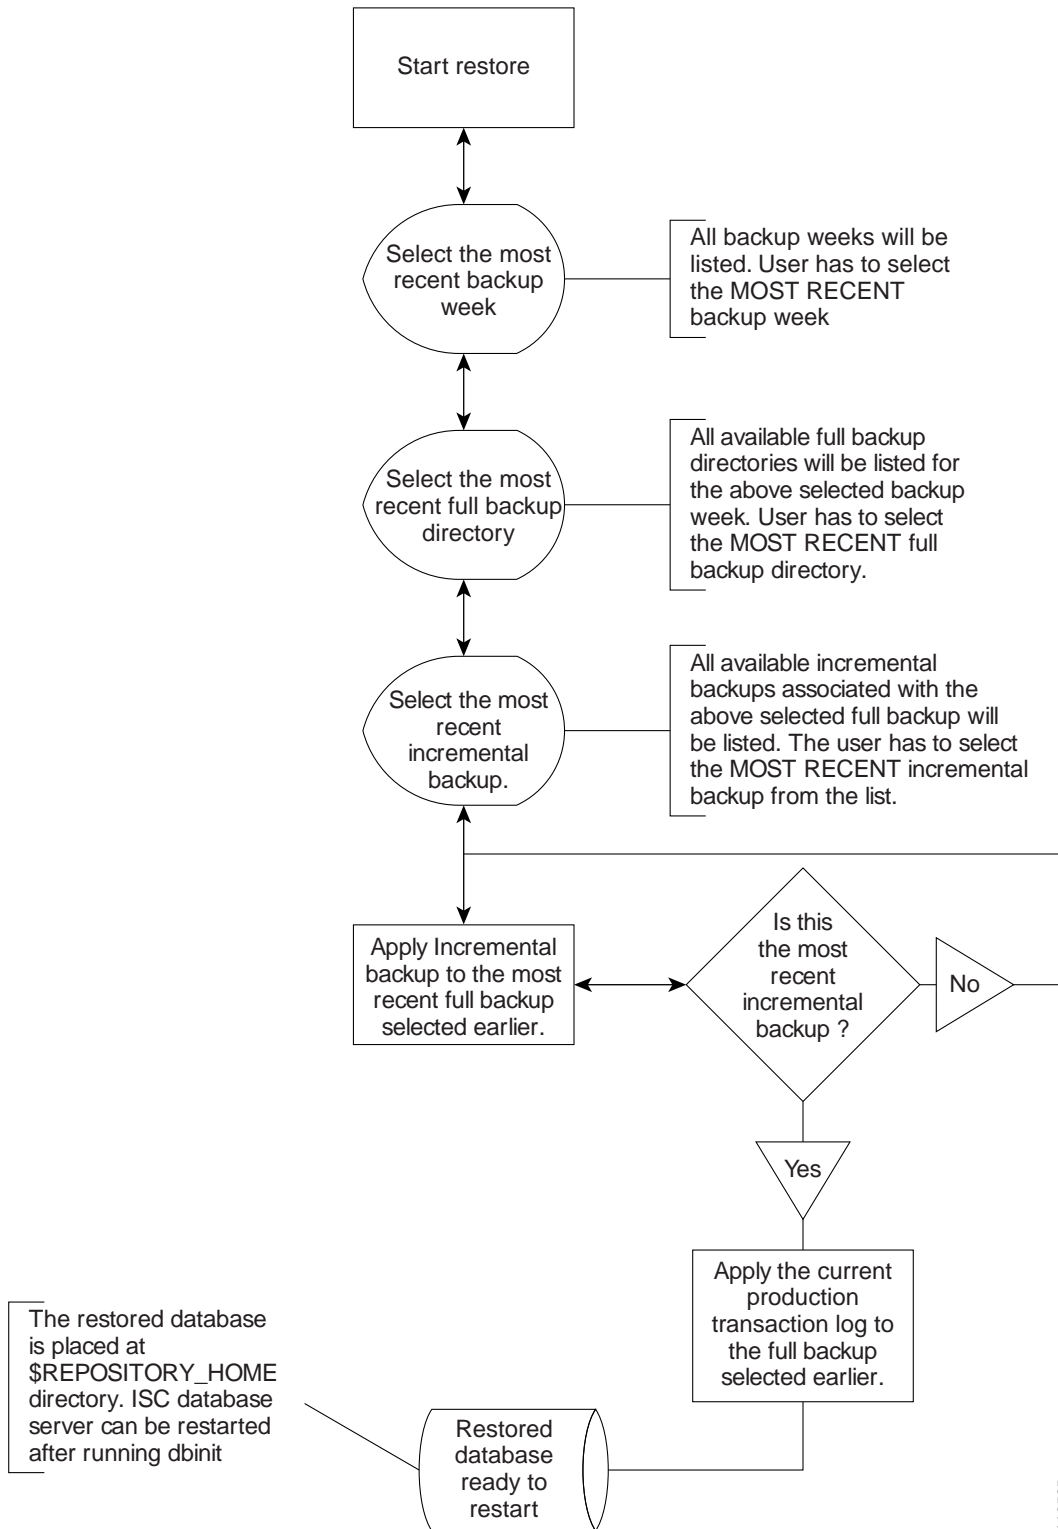 Start restore
Select the most
recent backup
week
All backup weeks will be
listed. User has to select
the MOST RECENT
backup week
Select the most
recent full backup
directory
All available full backup
directories will be listed for
the above selected backup
week. User has to select
the MOST RECENT full
backup directory.
Select the most
recent
incremental
backup.
All available incremental
backups associated with the
above selected full backup will
be listed. The user has to select
the MOST RECENT incremental
backup from the list.
Apply Incremental
backup to the most
recent full backup
selected earlier.
Is this
the most
recent
incremental
backup ?
No
Yes
Apply the current
production
transaction log to
the full backup
selected earlier.
The restored database
is placed at
$REPOSITORY_HOME
directory. ISC database
server can be restarted
after running dbinit
Restored
database
ready to
restart